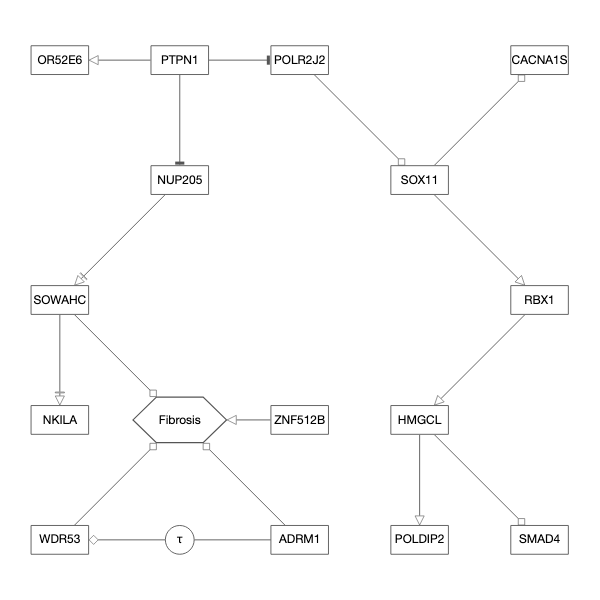 OR52E6
PTPN1
POLR2J2
CACNA1S
NUP205
SOX11
SOWAHC
RBX1
NKILA
Fibrosis
ZNF512B
HMGCL
WDR53
τ
ADRM1
POLDIP2
SMAD4